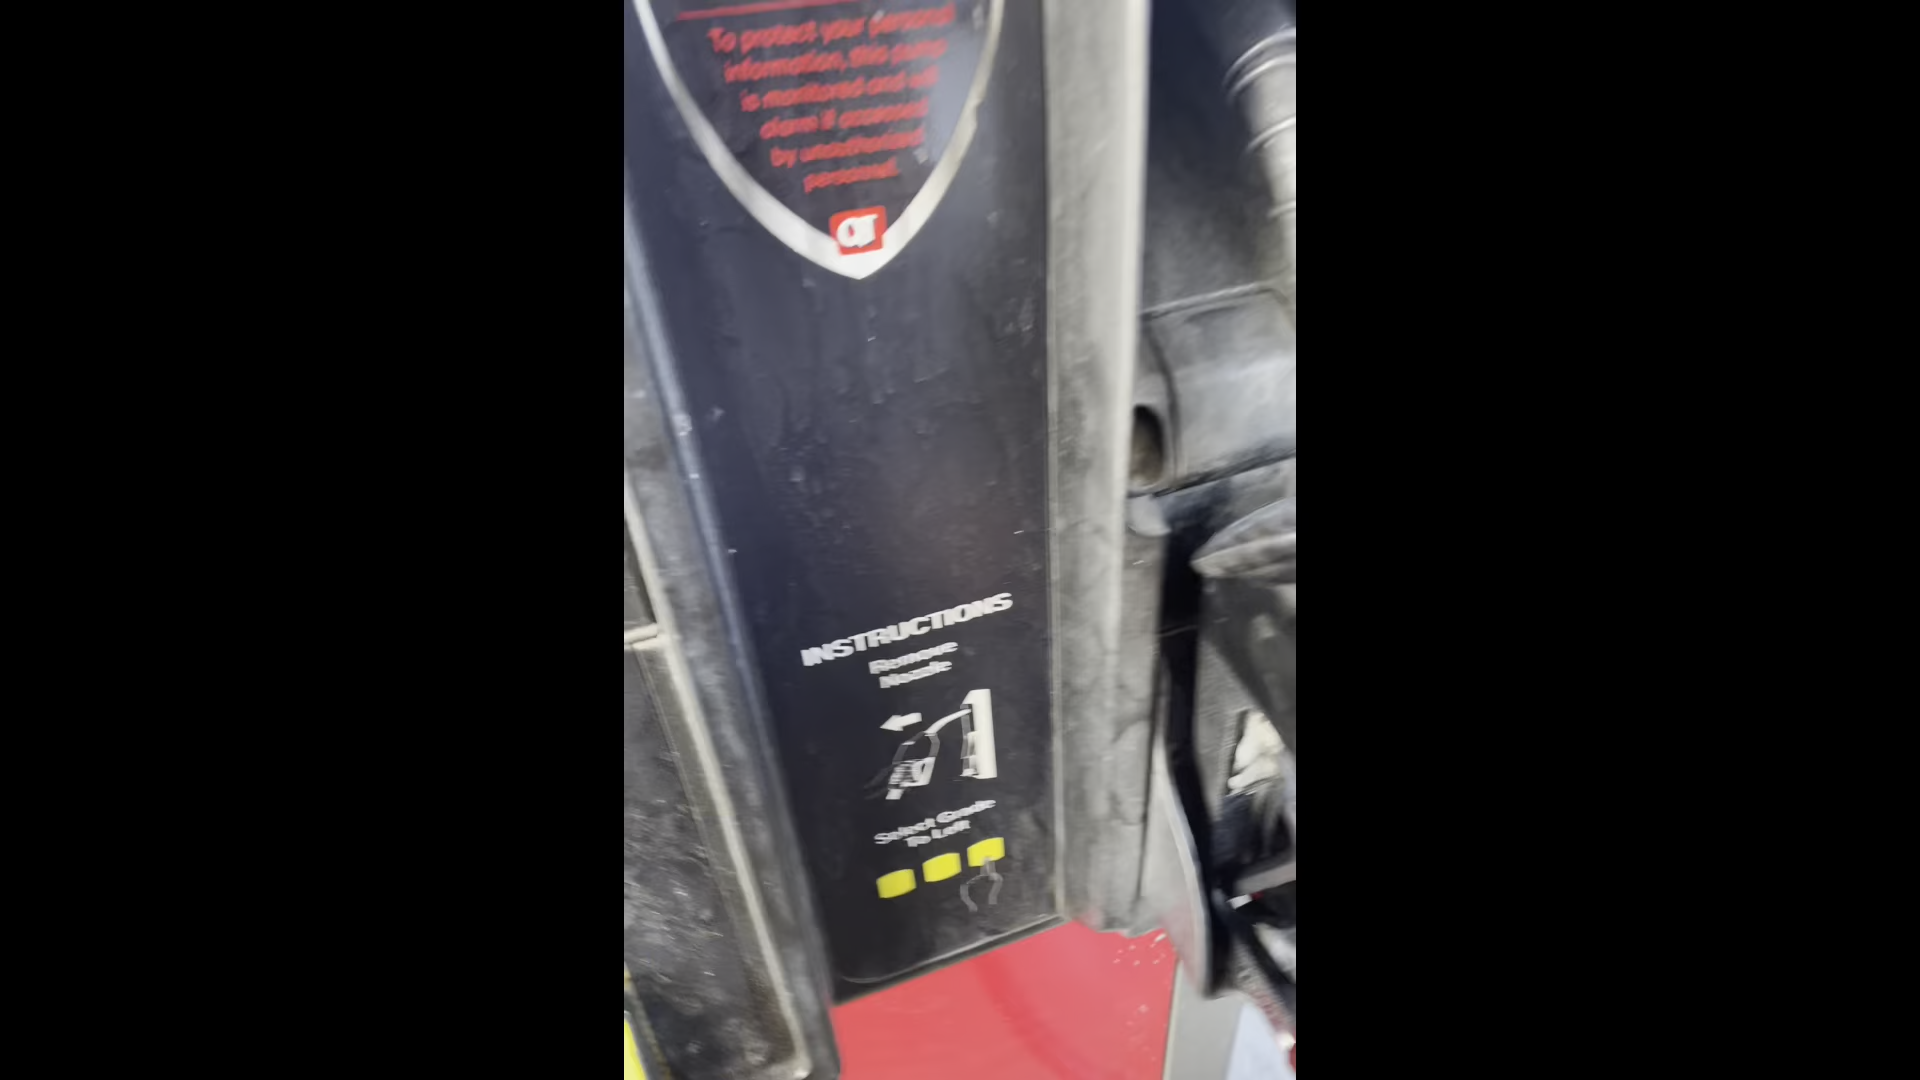 To protect your personal
information, this pump
is monitored and will
alarm if accessed
by unauthorized
personnel.
QT
INSTRUCTIONS
Remove
Nozzle
Select Grade
To Left